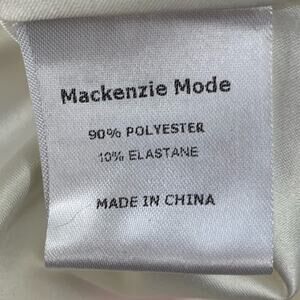 Mackenzie Mode
90% POLYESTER
10% ELASTANE
MADE IN CHINA